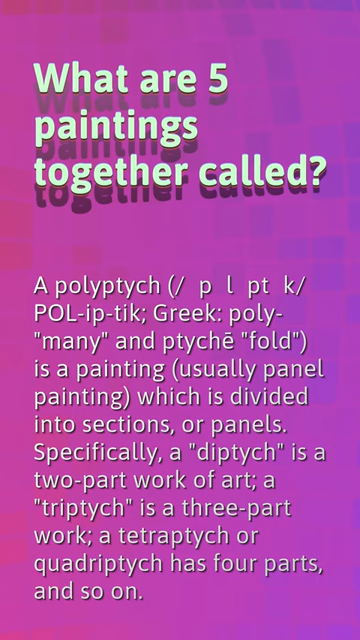 What are 5
paintings
together called?
A polyptych (/ p l pt k/
POL-ip-tik; Greek: poly-
"many" and ptychē "fold")
is a painting (usually panel
painting) which is divided
into sections, or panels.
Specifically, a "diptych" is a
two-part work of art; a
"triptych" is a three-part
work; a tetraptych or
quadriptych has four parts,
and so on.